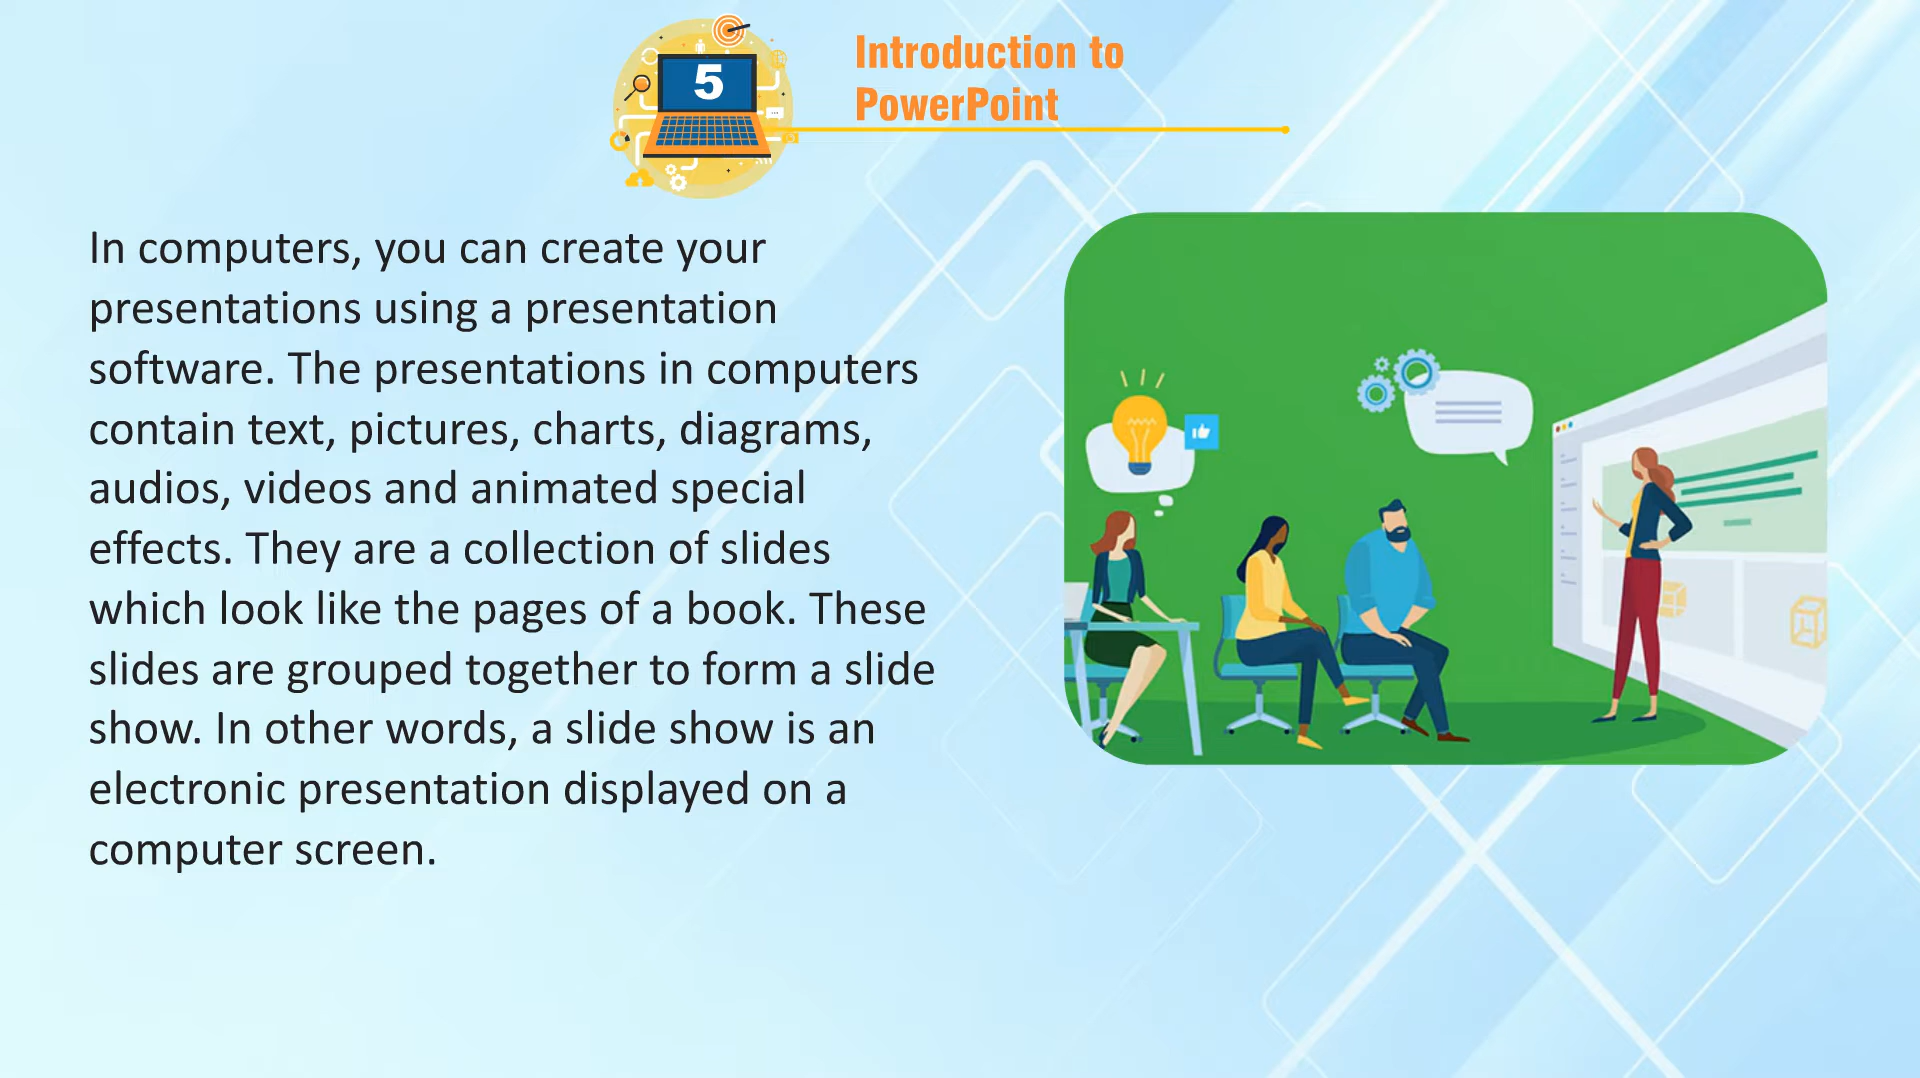 5
Introduction to
PowerPoint
In computers, you can create your
presentations using a presentation
software. The presentations in computers
contain text, pictures, charts, diagrams,
audios, videos and animated special
effects. They are a collection of slides
which look like the pages of a book. These
slides are grouped together to form a slide
show. In other words, a slide show is an
electronic presentation displayed on a
computer screen.